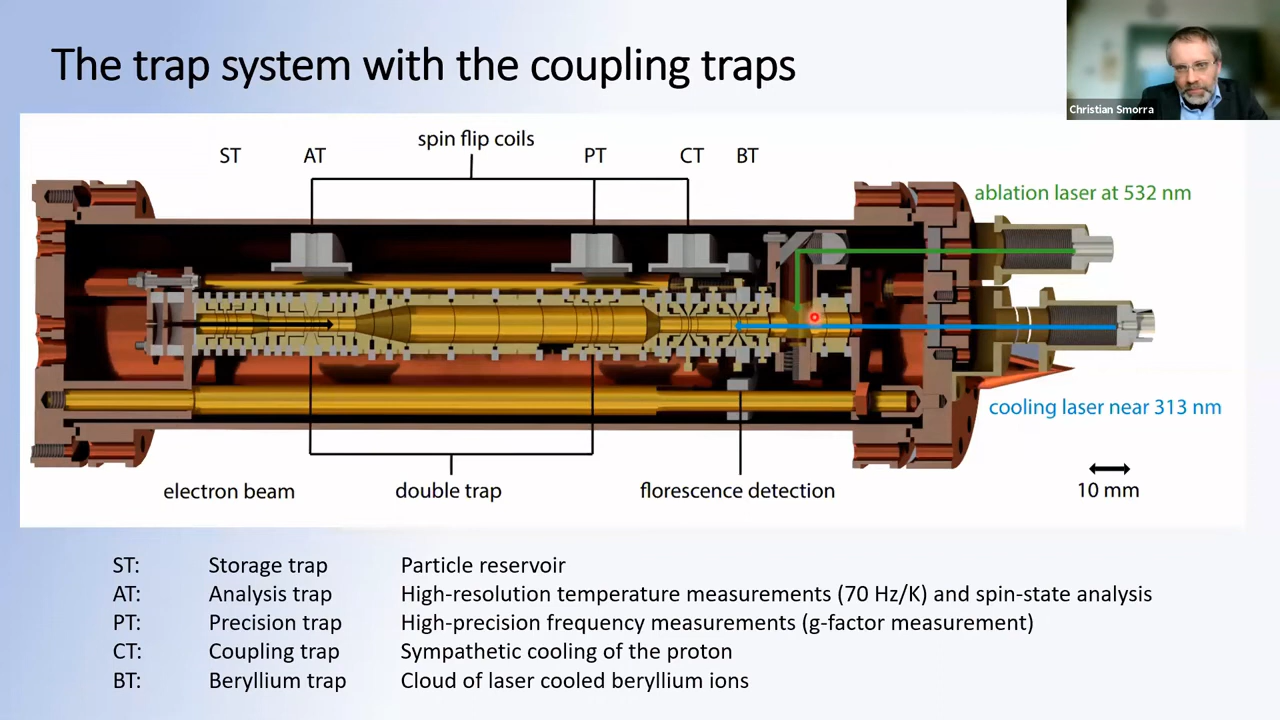 The trap system with the coupling traps
Christian Smorra
spin flip coils
ST AT PT CT BT
ablation laser at 532 nm
cooling laser near 313 nm
electron beam double trap florescence detection 10 mm
ST: Storage trap Particle reservoir
AT: Analysis trap High-resolution temperature measurements (70 Hz/K) and spin-state analysis
PT: Precision trap High-precision frequency measurements (g-factor measurement)
CT: Coupling trap Sympathetic cooling of the proton
BT: Beryllium trap Cloud of laser cooled beryllium ions